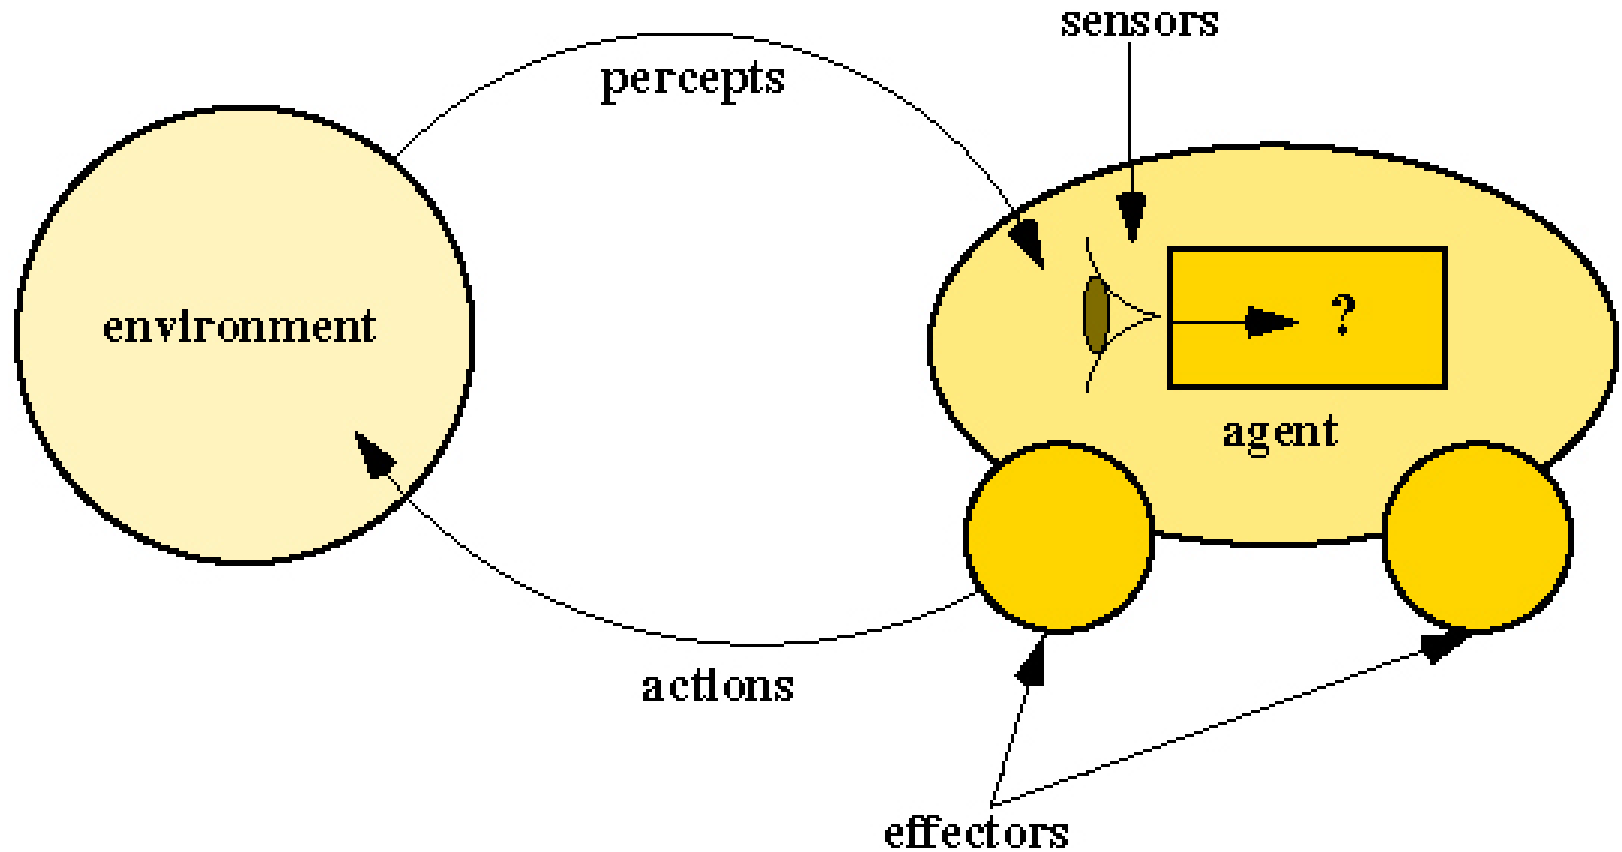 sensors
percepts
environment
?
agent
actions
effectors